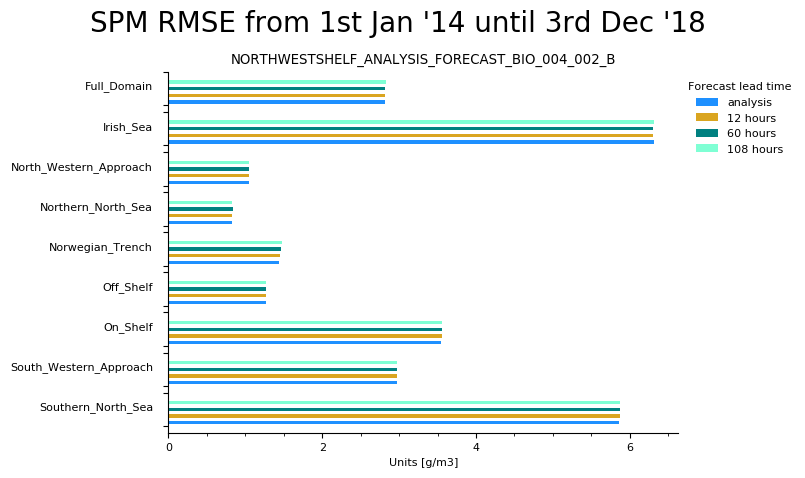 SPM RMSE from 1st Jan '14 until 3rd Dec '18
NORTHWESTSHELF_ANALYSIS_FORECAST_BIO_004_002_B
Forecast lead time
analysis
12 hours
60 hours
108 hours
Full_Domain
Irish_Sea
North_Western_Approach
Northern_North_Sea
Norwegian_Trench
Off_Shelf
On_Shelf
South_Western_Approach
Southern_North_Sea
0 2 4 6
Units [g/m3]